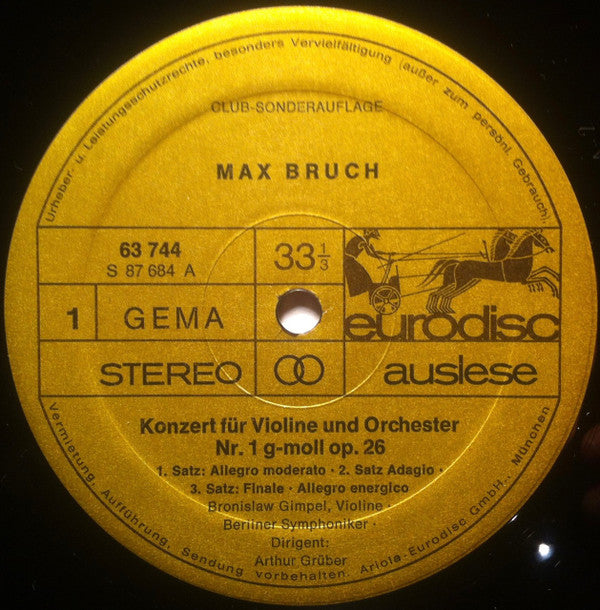 Urheber- u. Leistungsschutzrechte, besonders Vervielfältigung (außer zum persönl. Gebrauch),
CLUB-SONDERAUFLAGE
MAX BRUCH
63 744
S 87 684 A
33 1/3
1
GEMA
eurodisc
STEREO
auslese
Konzert für Violine und Orchester
Nr. 1 g-moll op. 26
1. Satz: Allegro moderato · 2. Satz Adagio ·
3. Satz: Finale · Allegro energico
Bronislaw Gimpel, Violine ·
Berliner Symphoniker ·
Dirigent:
Arthur Grüber
Vermietung, Aufführung, Sendung vorbehalten. Ariola-Eurodisc GmbH., München